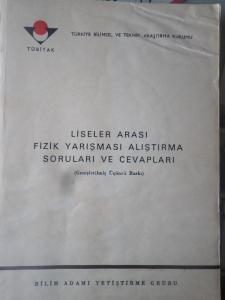 TÜBİTAK
TÜRKİYE BİLİMSEL VE TEKNİK ARAŞTIRMA KURUMU
LİSELER ARASI
FİZİK YARIŞMASI ALIŞTIRMA
SORULARI VE CEVAPLARI
(Genişletilmiş Üçüncü Baskı)
BİLİM ADAMI YETİŞTİRME GRUBU